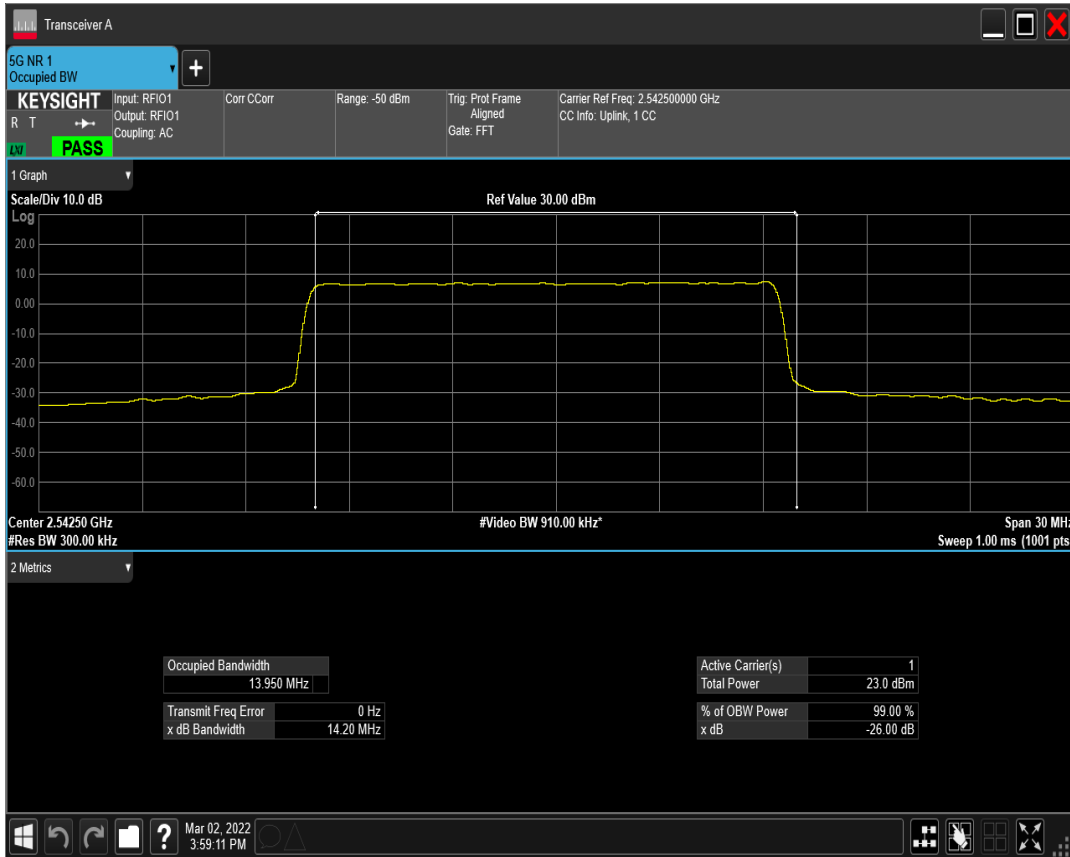 Transceiver A
5G NR 1
Occupied BW
+
KEYSIGHT
R T
LXI
PASS
Input: RFIO1
Output: RFIO1
Coupling: AC
Corr CCorr
Range: -50 dBm
Trig: Prot Frame
Aligned
Gate: FFT
Carrier Ref Freq: 2.542500000 GHz
CC Info: Uplink, 1 CC
1 Graph
Scale/Div 10.0 dB
Ref Value 30.00 dBm
Log
20.0
10.0
0.00
-10.0
-20.0
-30.0
-40.0
-50.0
-60.0
Center 2.54250 GHz
#Video BW 910.00 kHz*
Span 30 MHz
#Res BW 300.00 kHz
Sweep 1.00 ms (1001 pts
2 Metrics
Occupied Bandwidth
13.950 MHz
Transmit Freq Error 0 Hz
x dB Bandwidth 14.20 MHz
Active Carrier(s) 1
Total Power 23.0 dBm
% of OBW Power 99.00 %
x dB -26.00 dB
?
Mar 02, 2022
3:59:11 PM